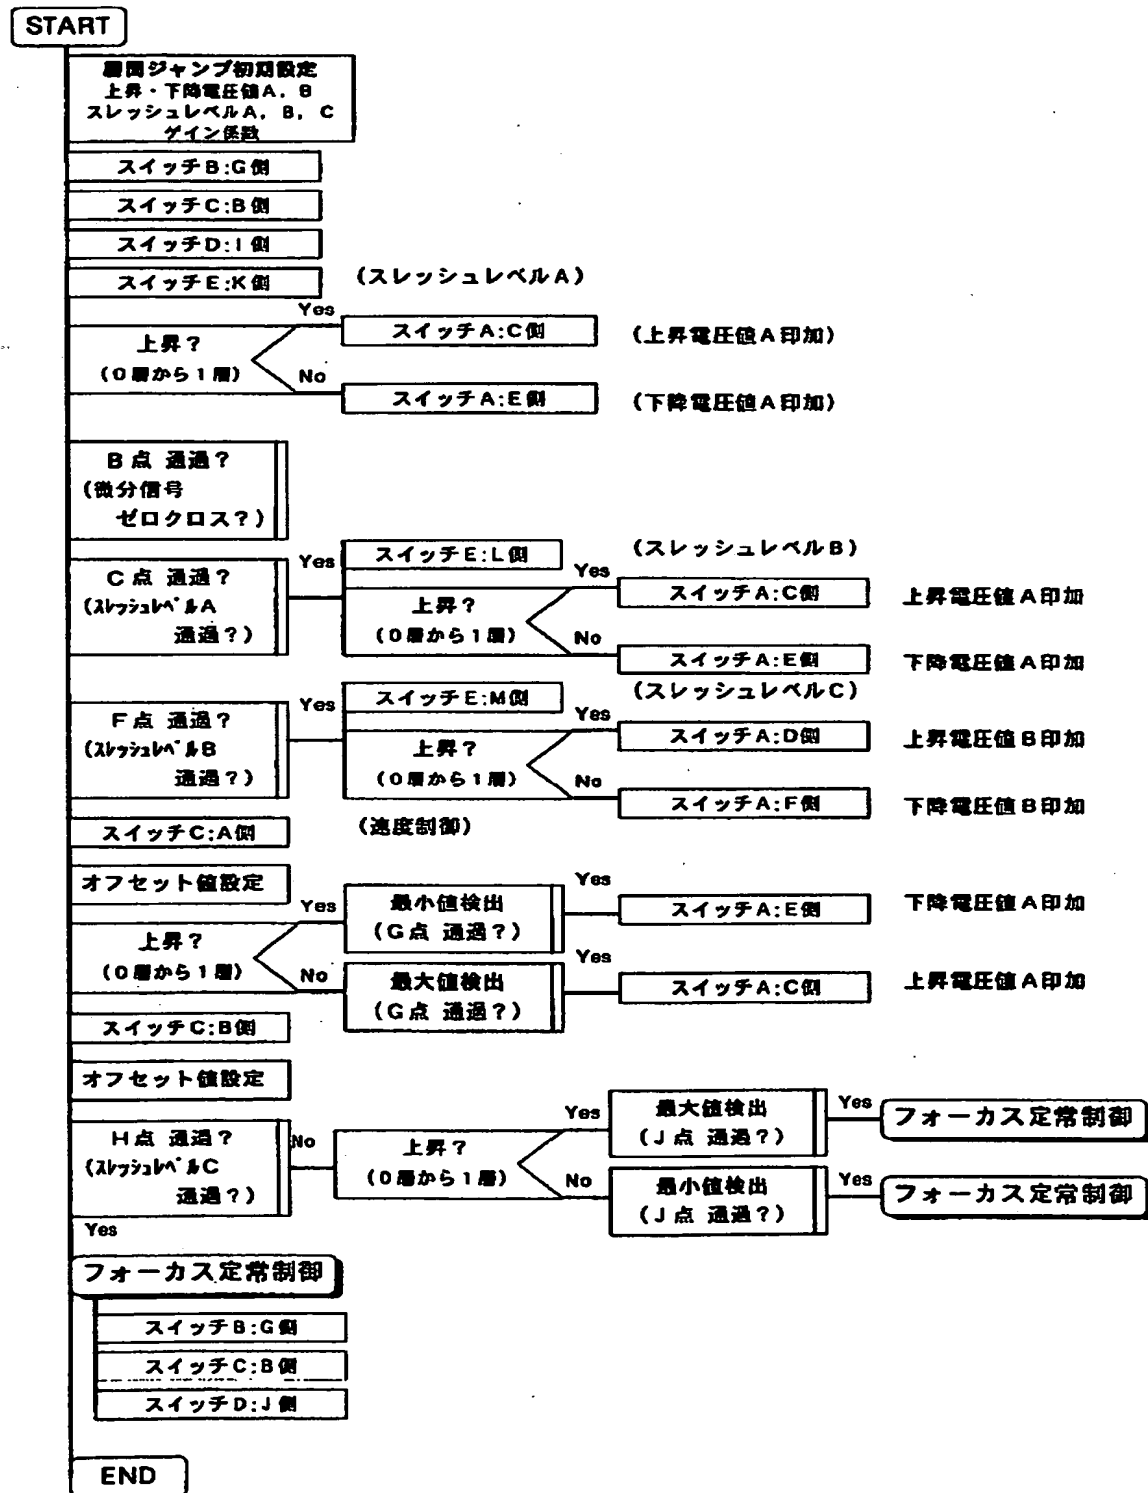 START
層間ジャンプ初期設定
上昇・下降電圧値A, B
スレッシュレベルA, B, C
ゲイン係数
スイッチB:G側
スイッチC:B側
スイッチD:I側
スイッチE:K側
(スレッシュレベルA)
上昇?
(0層から1層)
Yes
スイッチA:C側
(上昇電圧値A印加)
No
スイッチA:E側
(下降電圧値A印加)
B点 通過?
(微分信号
ゼロクロス?)
C点 通過?
(スレッシュレベルA
通過?)
Yes
スイッチE:L側
(スレッシュレベルB)
上昇?
(0層から1層)
Yes
スイッチA:C側
上昇電圧値A印加
No
スイッチA:E側
下降電圧値A印加
F点 通過?
(スレッシュレベルB
通過?)
Yes
スイッチE:M側
(スレッシュレベルC)
上昇?
(0層から1層)
Yes
スイッチA:D側
上昇電圧値B印加
No
スイッチA:F側
下降電圧値B印加
スイッチC:A側
(速度制御)
オフセット値設定
上昇?
(0層から1層)
Yes
最小値検出
(G点 通過?)
Yes
スイッチA:E側
下降電圧値A印加
No
最大値検出
(G点 通過?)
Yes
スイッチA:C側
上昇電圧値A印加
スイッチC:B側
オフセット値設定
H点 通過?
(スレッシュレベルC
通過?)
No
上昇?
(0層から1層)
Yes
最大値検出
(J点 通過?)
Yes
フォーカス定常制御
No
最小値検出
(J点 通過?)
Yes
フォーカス定常制御
Yes
フォーカス定常制御
スイッチB:G側
スイッチC:B側
スイッチD:J側
END